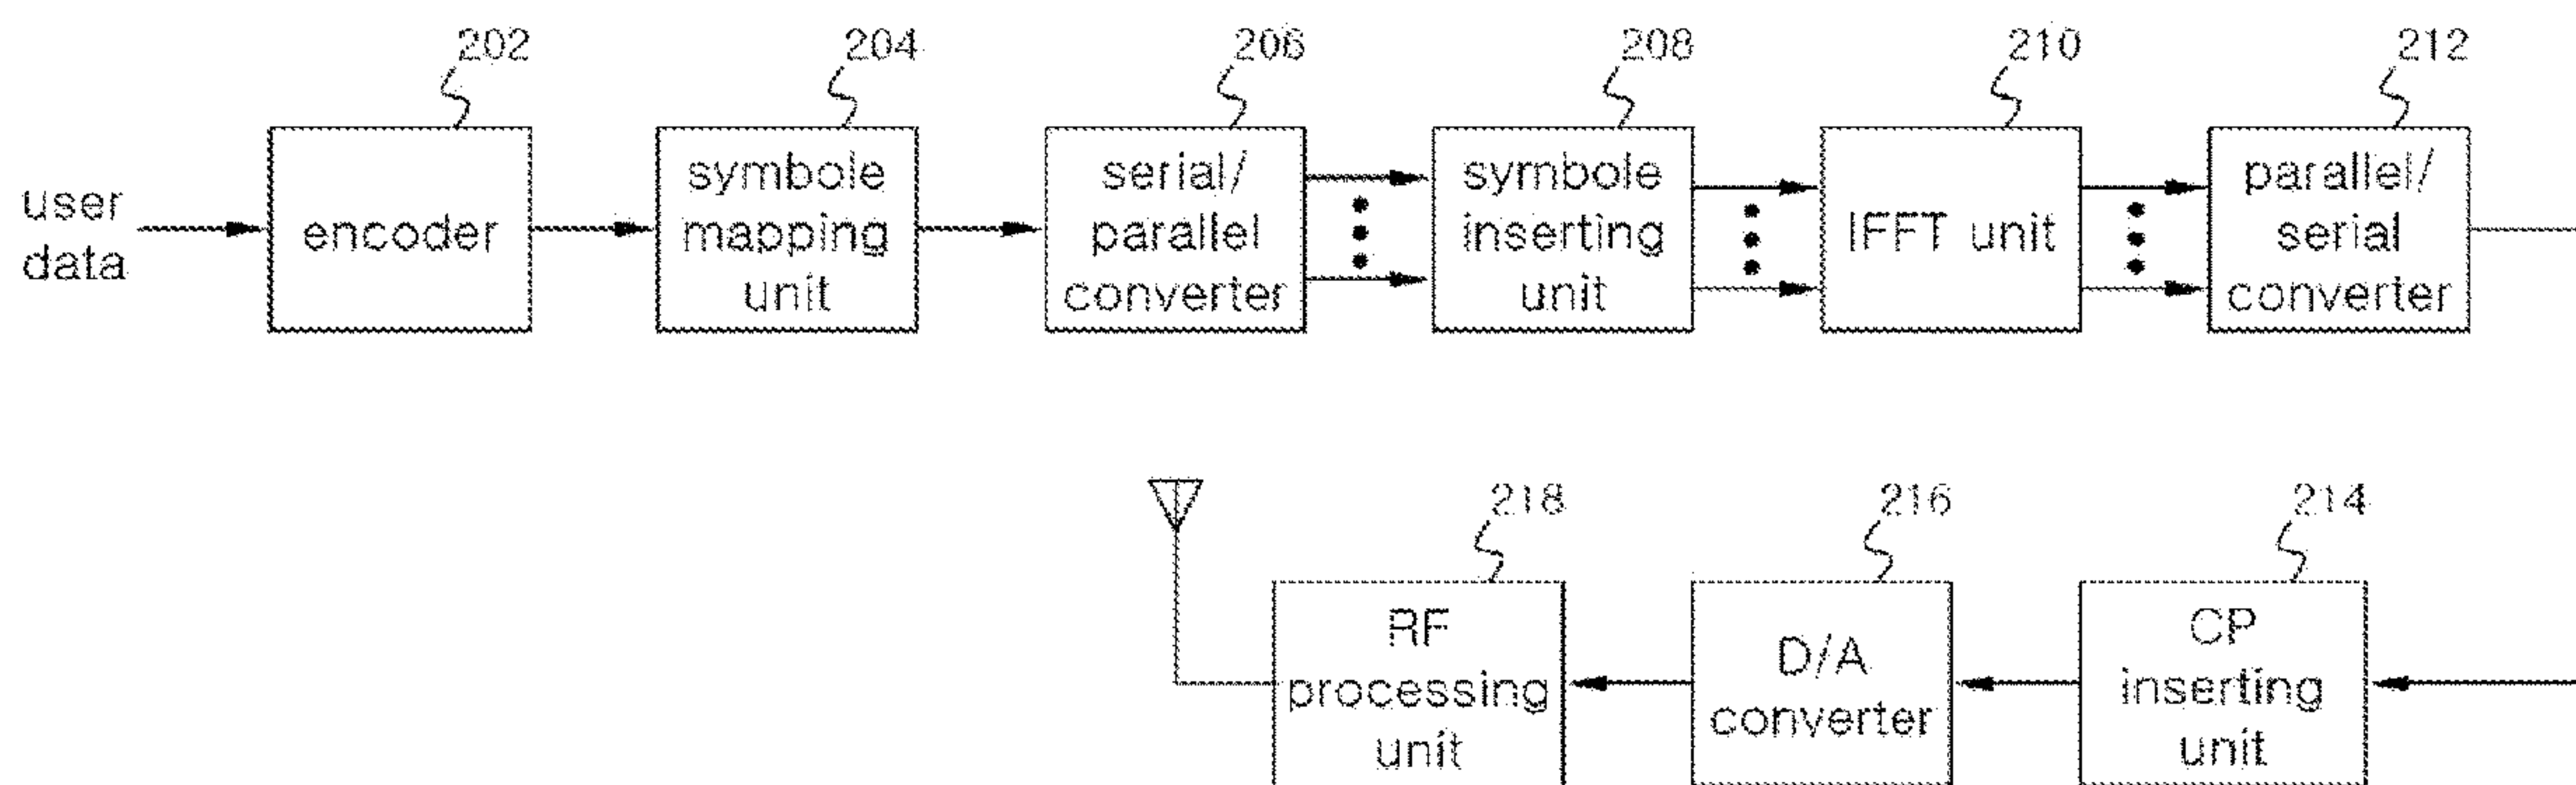 202
204
206
208
210
212
user
data
encoder
symbole
mapping
unit
serial/
parallel
converter
symbole
inserting
unit
IFFT unit
parallel/
serial
converter
218
216
214
RF
processing
unit
D/A
converter
CP
inserting
unit